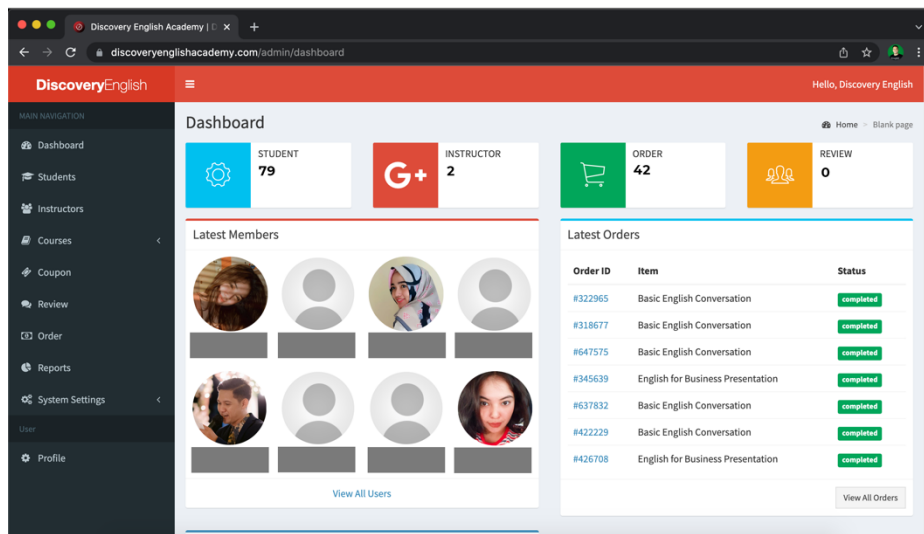 Discovery English Academy | D
discoveryenglishacademy.com/admin/dashboard
DiscoveryEnglish
Hello, Discovery English
MAIN NAVIGATION
Dashboard
Students
Instructors
Courses
Coupon
Review
Order
Reports
System Settings
User
Profile
Dashboard
Home > Blank page
STUDENT
79
G+
INSTRUCTOR
2
ORDER
42
REVIEW
0
Latest Members
View All Users
Latest Orders
Order ID Item Status
#322965 Basic English Conversation completed
#318677 Basic English Conversation completed
#647575 Basic English Conversation completed
#345639 English for Business Presentation completed
#637832 Basic English Conversation completed
#422229 Basic English Conversation completed
#426708 English for Business Presentation completed
View All Orders